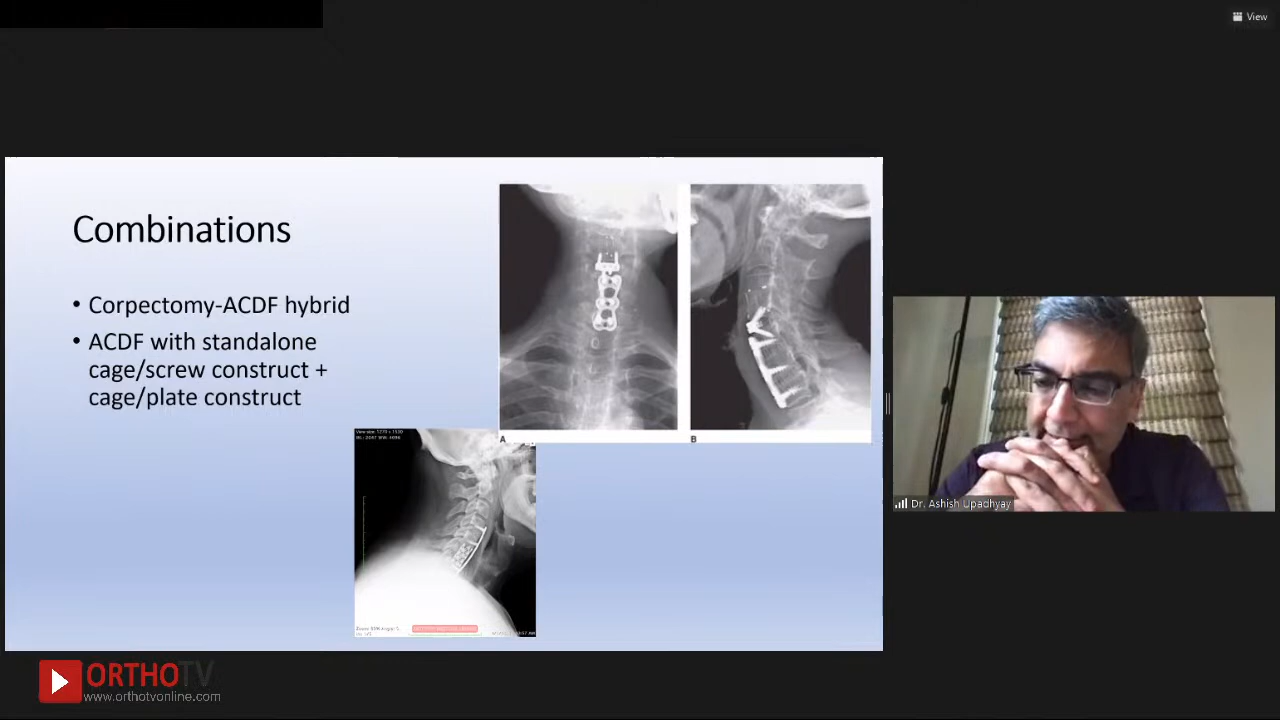 View
Combinations
• Corpectomy-ACDF hybrid
• ACDF with standalone
cage/screw construct +
cage/plate construct
A
B
Dr. Ashish Upadhyay
ORTHOTV
www.orthotvonline.com